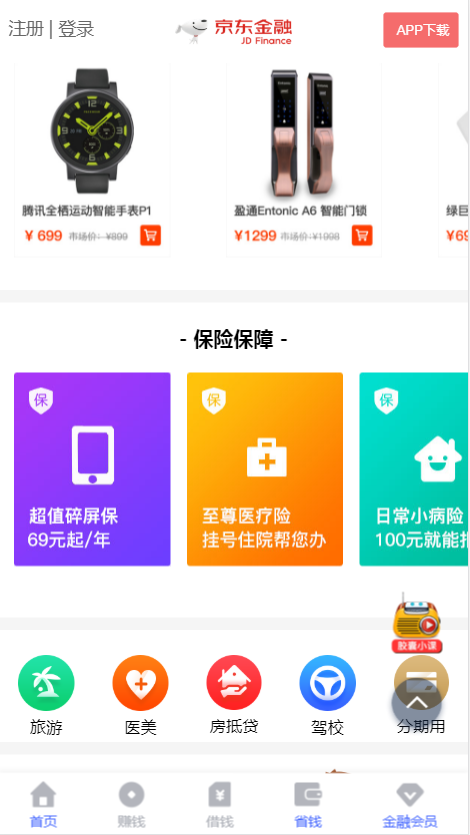 注册 | 登录
京东金融
JD Finance
APP下载
腾讯全栖运动智能手表P1
¥ 699 市场价：¥899
盈通Entonic A6 智能门锁
¥1299 市场价：¥1998
绿巨
¥69
- 保险保障 -
保
超值碎屏保
69元起/年
保
至尊医疗险
挂号住院帮您办
保
日常小病险
100元就能报
胶囊小课
旅游
医美
房抵贷
驾校
分期用
首页
赚钱
借钱
省钱
金融会员